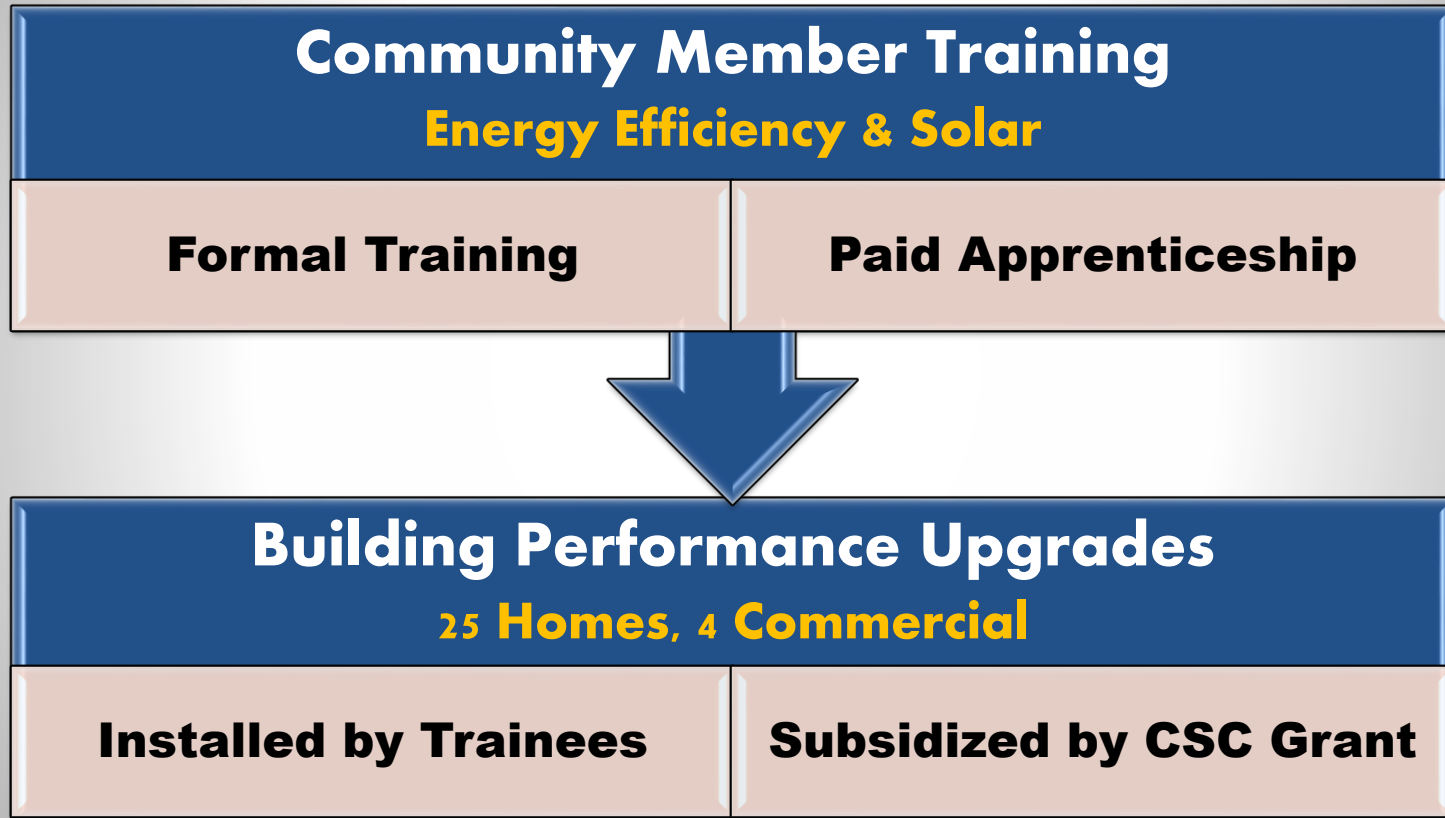 Community Member Training
Energy Efficiency & Solar
Formal Training
Paid Apprenticeship
Building Performance Upgrades
25 Homes, 4 Commercial
Installed by Trainees
Subsidized by CSC Grant